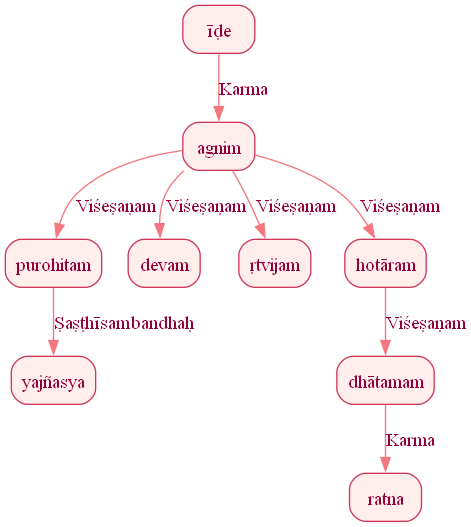 īḍe
Karma
agnim
Viśeṣaṇam Viśeṣaṇam Viśeṣaṇam Viśeṣaṇam
purohitam devam ṛtvijam hotāram
Ṣaṣṭhīsambandhaḥ Viśeṣaṇam
yajñasya dhātamam
Karma
ratna